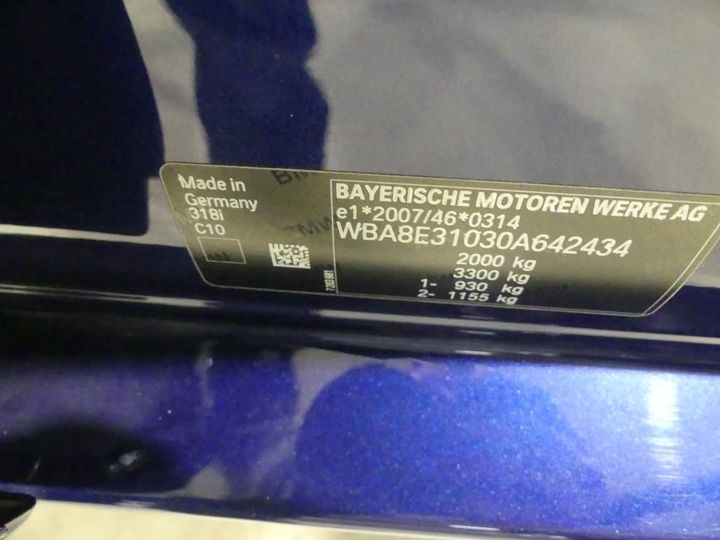 Made in
Germany
318i
C10
BAYERISCHE MOTOREN WERKE AG
e1*2007/46*0314
WBA8E31030A642434
2000 kg
3300 kg
1- 930 kg
2- 1155 kg